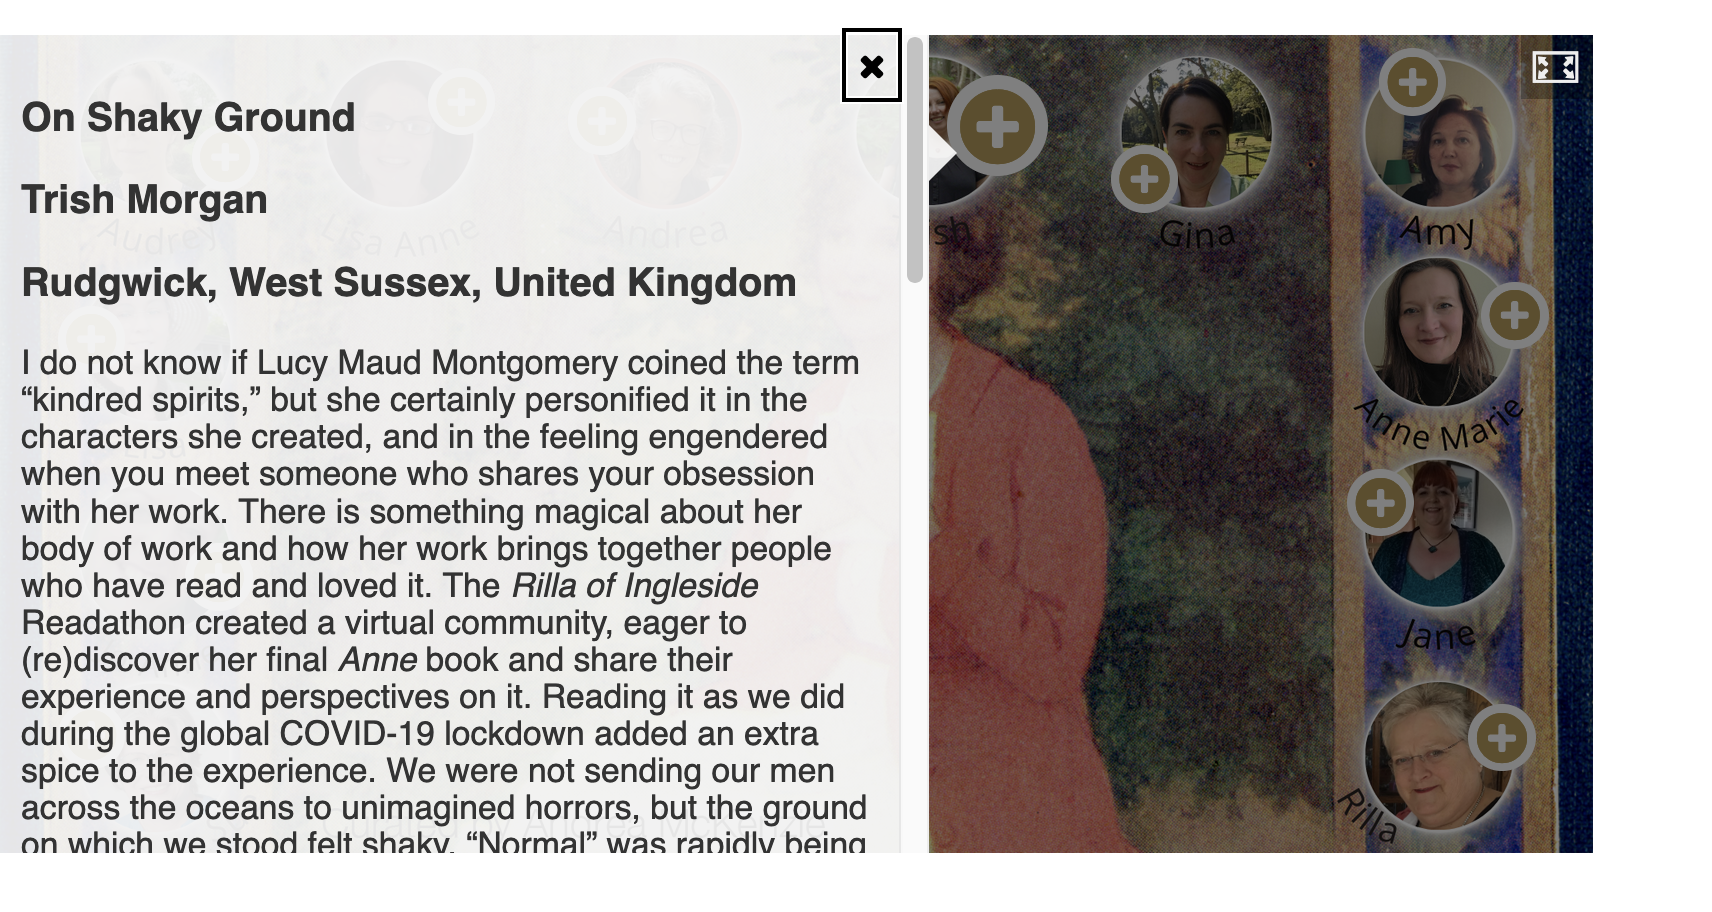 On Shaky Ground
Trish Morgan
Rudgwick, West Sussex, United Kingdom
I do not know if Lucy Maud Montgomery coined the term
“kindred spirits,” but she certainly personified it in the
characters she created, and in the feeling engendered
when you meet someone who shares your obsession
with her work. There is something magical about her
body of work and how her work brings together people
who have read and loved it. The Rilla of Ingleside
Readathon created a virtual community, eager to
(re)discover her final Anne book and share their
experience and perspectives on it. Reading it as we did
during the global COVID-19 lockdown added an extra
spice to the experience. We were not sending our men
across the oceans to unimagined horrors, but the ground
on which we stood felt shaky. “Normal” was rapidly being
Audrey
Lisa Anne
Andrea
Lisa
Curated by Andrea McKenzie
sh
Gina
Amy
Anne Marie
Jane
Rilla